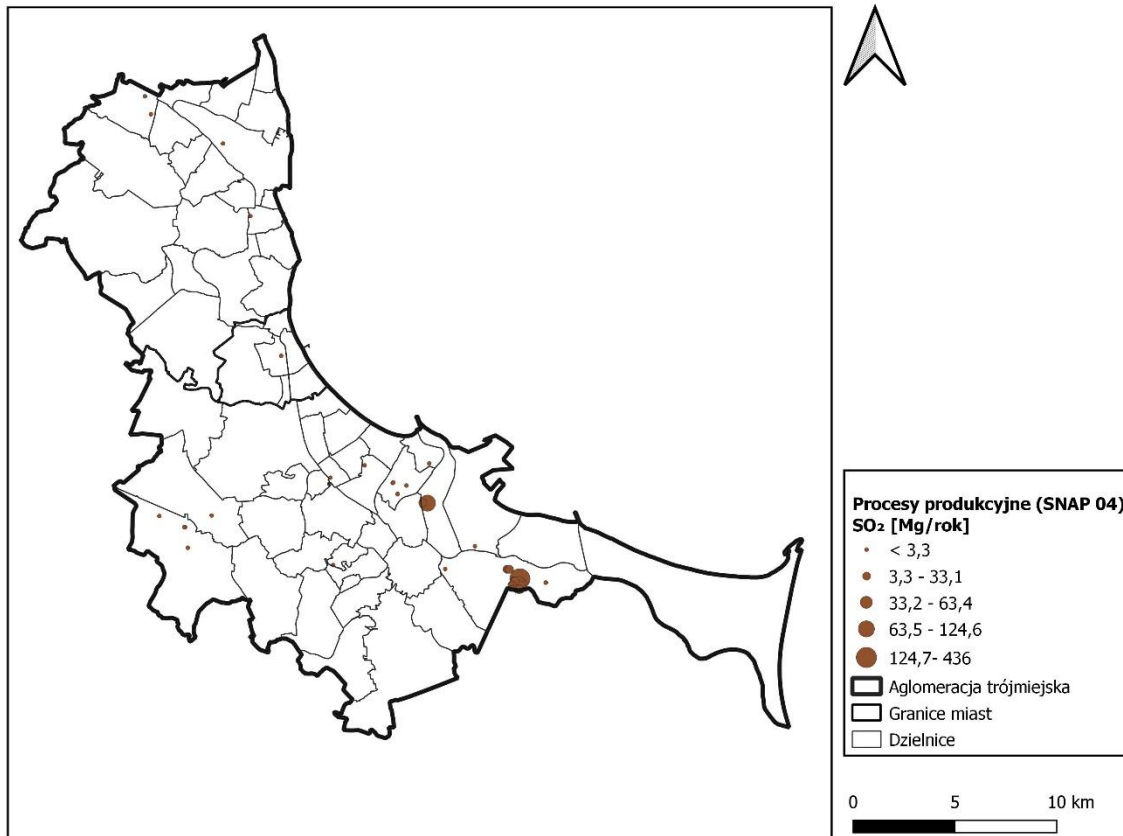 Procesy produkcyjne (SNAP 04)
SO₂ [Mg/rok]
< 3,3
3,3 - 33,1
33,2 - 63,4
63,5 - 124,6
124,7- 436
Aglomeracja trójmiejska
Granice miast
Dzielnice
0 5 10 km